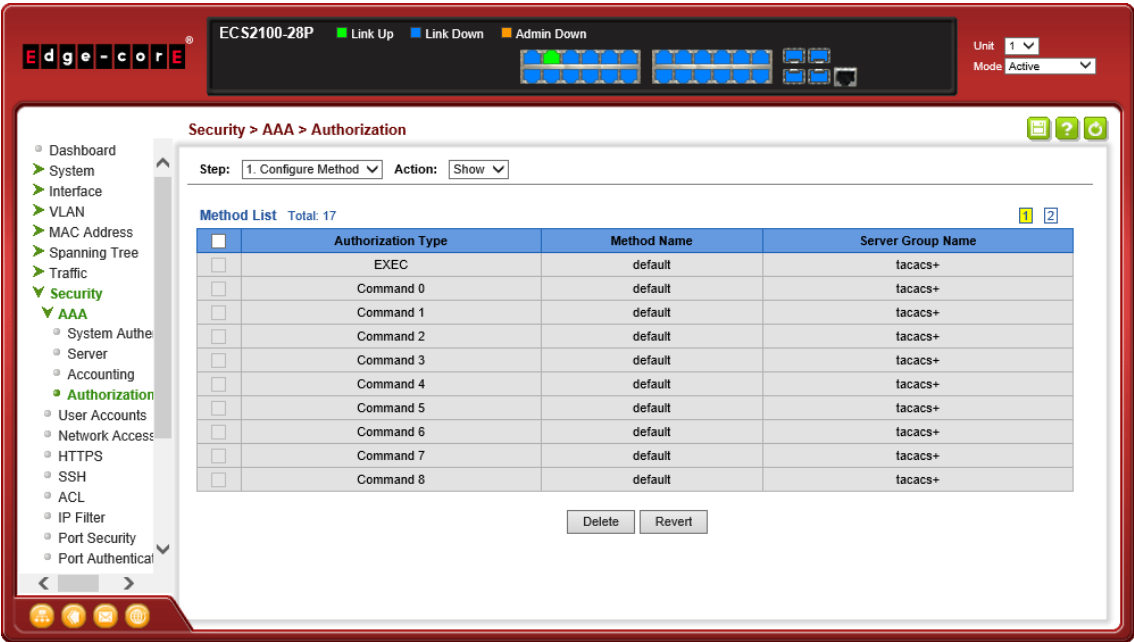 Edge-corE®
ECS2100-28P Link Up Link Down Admin Down
Unit 1
Mode Active
Security > AAA > Authorization
?
Dashboard
System
Interface
VLAN
MAC Address
Spanning Tree
Traffic
Security
AAA
System Authe
Server
Accounting
Authorization
User Accounts
Network Access
HTTPS
SSH
ACL
IP Filter
Port Security
Port Authenticat
Step: 1. Configure Method Action: Show
Method List Total: 17 1 2
Authorization Type Method Name Server Group Name
EXEC default tacacs+
Command 0 default tacacs+
Command 1 default tacacs+
Command 2 default tacacs+
Command 3 default tacacs+
Command 4 default tacacs+
Command 5 default tacacs+
Command 6 default tacacs+
Command 7 default tacacs+
Command 8 default tacacs+
Delete Revert